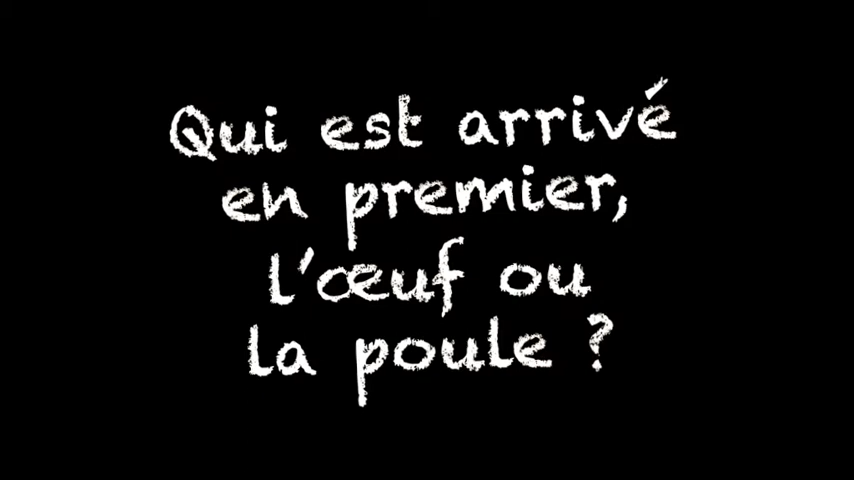 Qui est arrivé
en premier,
l'œuf ou
la poule ?